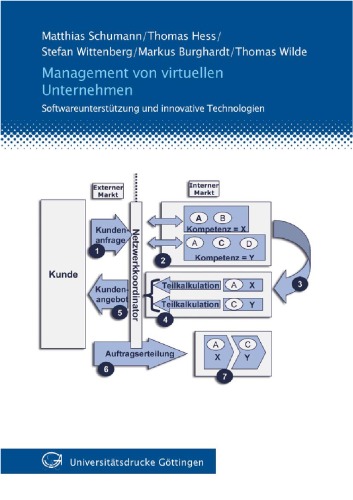 Matthias Schumann/Thomas Hess/
Stefan Wittenberg/Markus Burghardt/Thomas Wilde
Management von virtuellen
Unternehmen
Softwareunterstützung und innovative Technologien
Externer
Markt
Interner
Markt
Kunde
Kunden-
anfrage
1
Netzwerkkoordinator
A B
Kompetenz = X
A C D
Kompetenz = Y
2
3
Kunden-
angebot
5
Teilkalkulation A X
Teilkalkulation C Y
4
Auftragserteilung
6
A C
X Y
7
Universitätsdrucke Göttingen